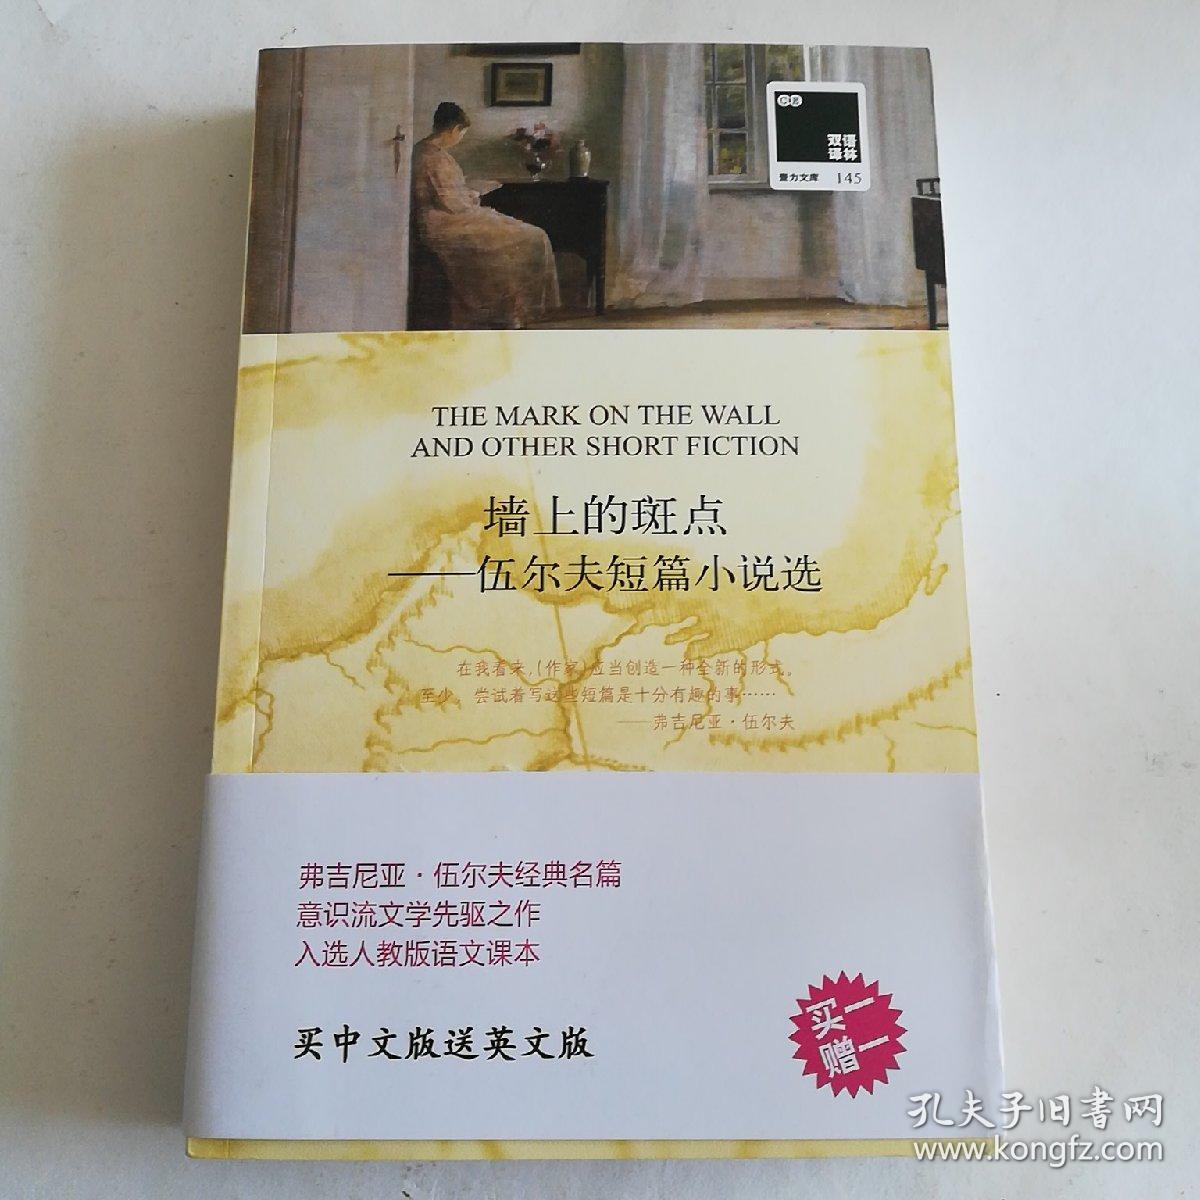 双语
译林
壹力文库 145
THE MARK ON THE WALL
AND OTHER SHORT FICTION
墙上的斑点
——伍尔夫短篇小说选
在我看来,(作家)应当创造一种全新的形式。
至少，尝试着写这些短篇是十分有趣的事……
——弗吉尼亚·伍尔夫
弗吉尼亚·伍尔夫经典名篇
意识流文学先驱之作
入选人教版语文课本
买中文版送英文版
买一
赠一
孔夫子旧书网
www.kongfz.com